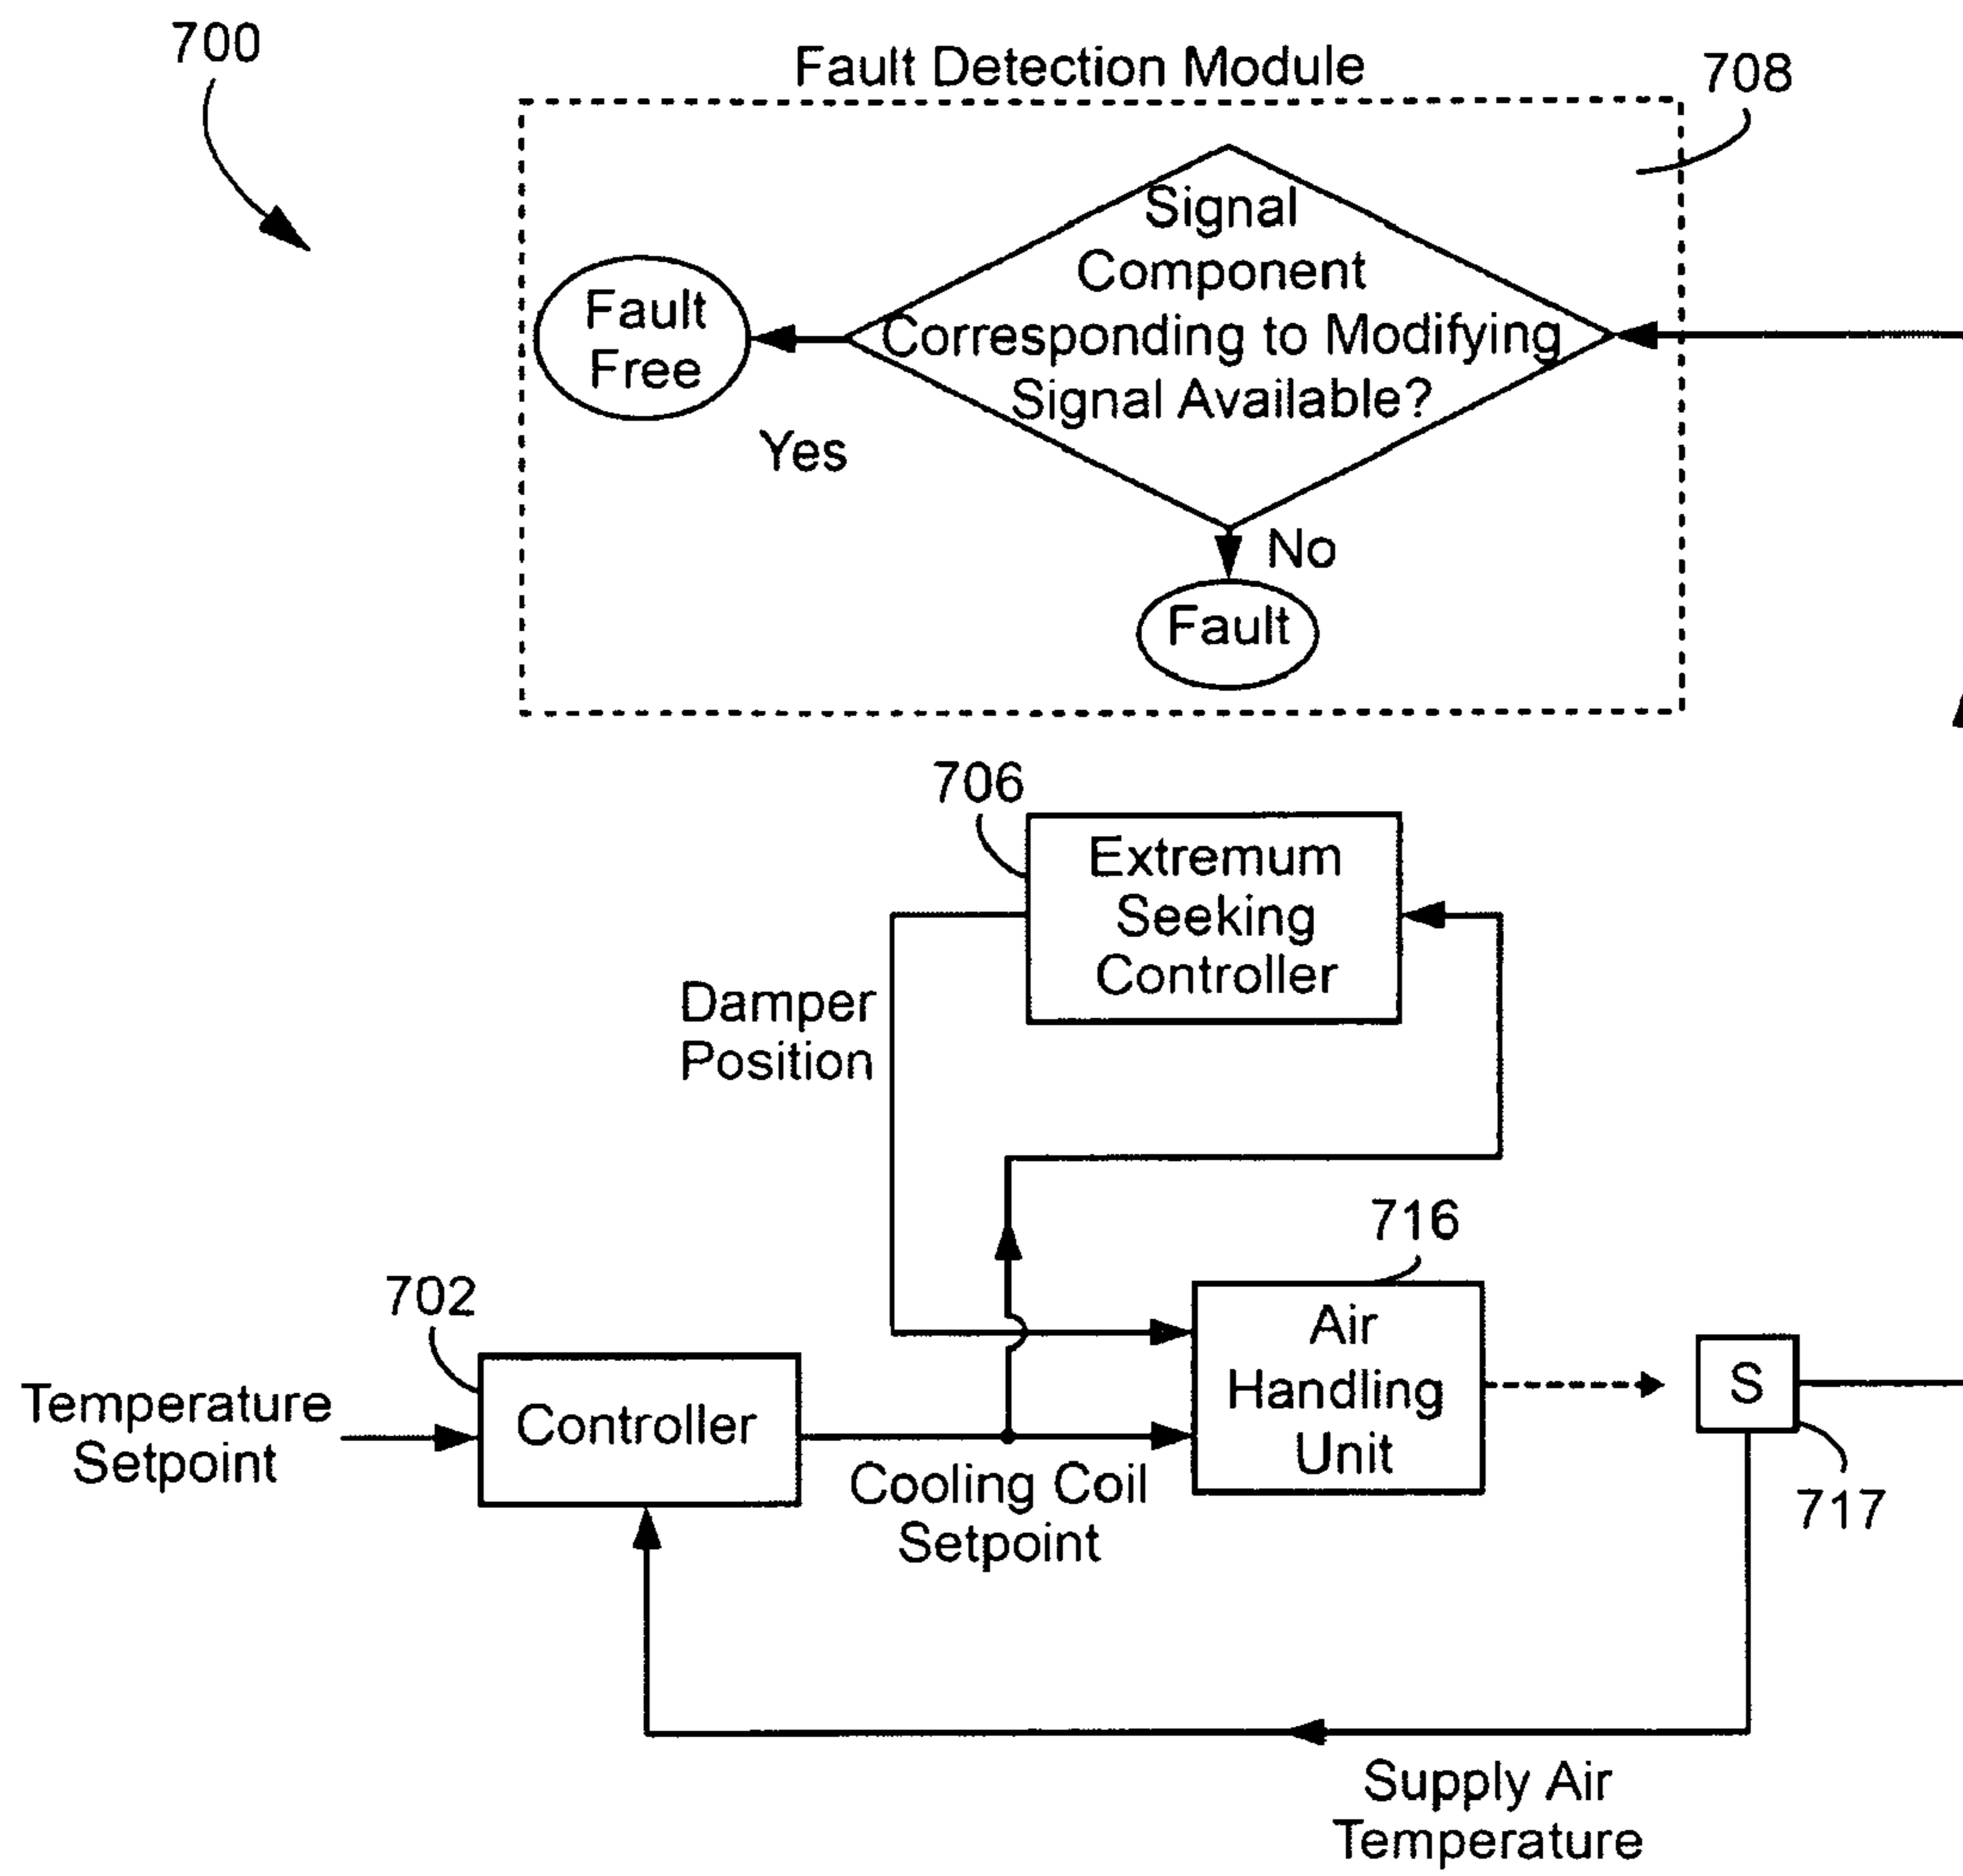 700
Fault Detection Module
708
Signal
Component
Corresponding to Modifying
Signal Available?
Fault
Free
Yes
No
Fault
706
Extremum
Seeking
Controller
Damper
Position
716
702
Air
Handling
Unit
S
Temperature
Setpoint
Controller
Cooling Coil
Setpoint
717
Supply Air
Temperature